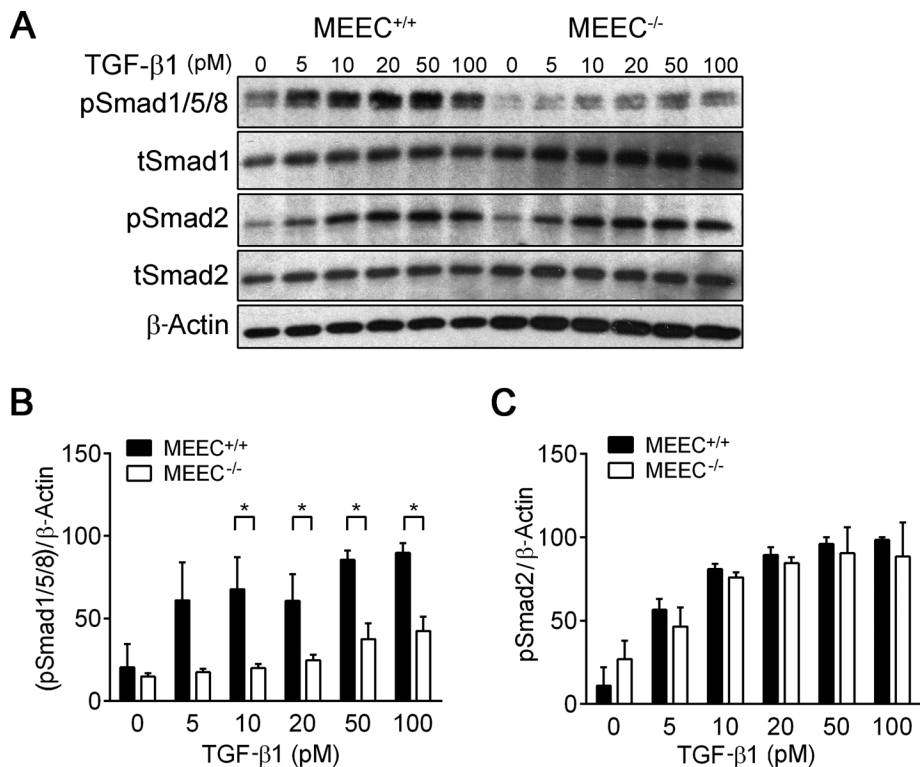 A
MEEC+/+ MEEC-/-
TGF-β1 (pM) 0 5 10 20 50 100 0 5 10 20 50 100
pSmad1/5/8
tSmad1
pSmad2
tSmad2
β-Actin
B
MEEC+/+
MEEC-/-
(pSmad1/5/8)/β-Actin
150
100
50
0
* * * *
0 5 10 20 50 100
TGF-β1 (pM)
C
MEEC+/+
MEEC-/-
pSmad2/β-Actin
150
100
50
0
0 5 10 20 50 100
TGF-β1 (pM)